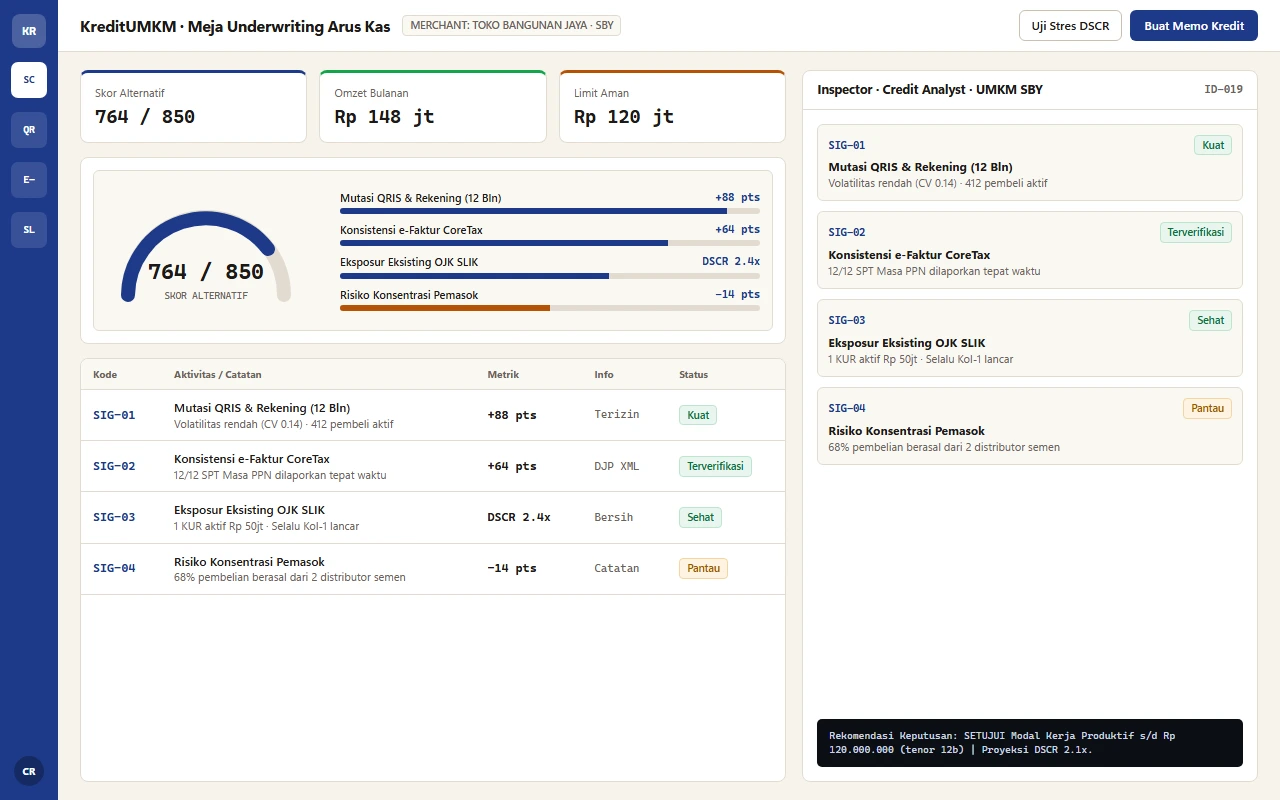 KR
SC
QR
E–
SL
CR
KreditUMKM · Meja Underwriting Arus Kas
MERCHANT: TOKO BANGUNAN JAYA · SBY
Uji Stres DSCR
Buat Memo Kredit
Skor Alternatif
764 / 850
Omzet Bulanan
Rp 148 jt
Limit Aman
Rp 120 jt
764 / 850
SKOR ALTERNATIF
Mutasi QRIS & Rekening (12 Bln) +88 pts
Konsistensi e-Faktur CoreTax +64 pts
Eksposur Eksisting OJK SLIK DSCR 2.4x
Risiko Konsentrasi Pemasok −14 pts
Kode Aktivitas / Catatan Metrik Info Status
SIG−01 Mutasi QRIS & Rekening (12 Bln) +88 pts Terizin Kuat
Volatilitas rendah (CV 0.14) · 412 pembeli aktif
SIG−02 Konsistensi e-Faktur CoreTax +64 pts DJP XML Terverifikasi
12/12 SPT Masa PPN dilaporkan tepat waktu
SIG−03 Eksposur Eksisting OJK SLIK DSCR 2.4x Bersih Sehat
1 KUR aktif Rp 50jt · Selalu Kol-1 lancar
SIG−04 Risiko Konsentrasi Pemasok −14 pts Catatan Pantau
68% pembelian berasal dari 2 distributor semen
Inspector · Credit Analyst · UMKM SBY
ID−019
SIG−01 Kuat
Mutasi QRIS & Rekening (12 Bln)
Volatilitas rendah (CV 0.14) · 412 pembeli aktif
SIG−02 Terverifikasi
Konsistensi e-Faktur CoreTax
12/12 SPT Masa PPN dilaporkan tepat waktu
SIG−03 Sehat
Eksposur Eksisting OJK SLIK
1 KUR aktif Rp 50jt · Selalu Kol-1 lancar
SIG−04 Pantau
Risiko Konsentrasi Pemasok
68% pembelian berasal dari 2 distributor semen
Rekomendasi Keputusan: SETUJUI Modal Kerja Produktif s/d Rp
120.000.000 (tenor 12b) | Proyeksi DSCR 2.1x.